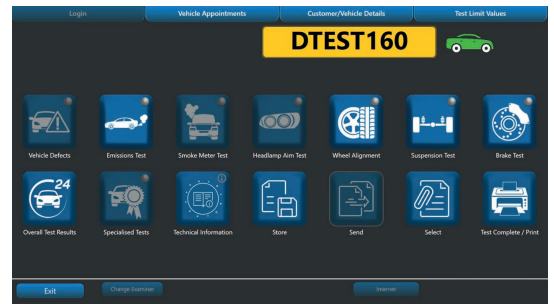 Login Vehicle Appointments Customer/Vehicle Details Test Limit Values
DTEST160
Vehicle Defects Emissions Test Smoke Meter Test Headlamp Aim Test Wheel Alignment Suspension Test Brake Test
24
Overall Test Results Specialised Tests Technical Information Store Send Select Test Complete / Print
Exit Change Examiner Internet